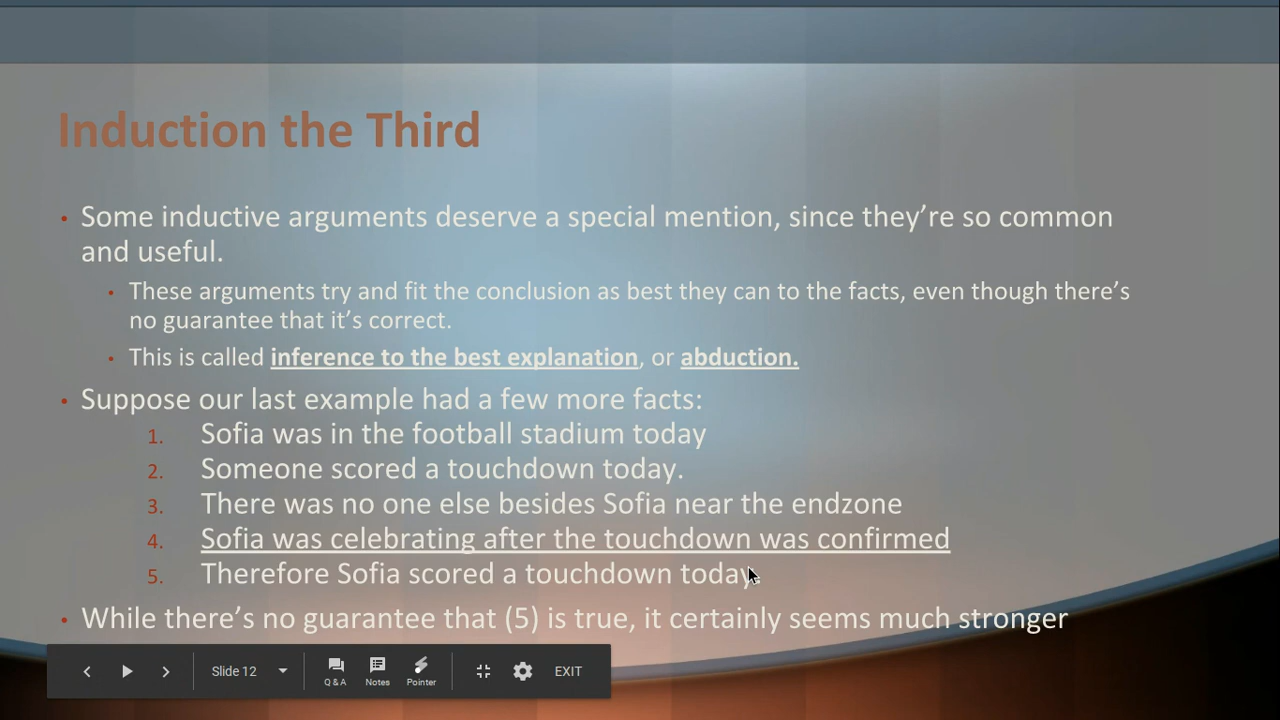 Induction the Third
• Some inductive arguments deserve a special mention, since they’re so common
and useful.
• These arguments try and fit the conclusion as best they can to the facts, even though there’s
no guarantee that it’s correct.
• This is called inference to the best explanation, or abduction.
• Suppose our last example had a few more facts:
1. Sofia was in the football stadium today
2. Someone scored a touchdown today.
3. There was no one else besides Sofia near the endzone
4. Sofia was celebrating after the touchdown was confirmed
5. Therefore Sofia scored a touchdown today.
• While there’s no guarantee that (5) is true, it certainly seems much stronger
Slide 12
Q & A
Notes
Pointer
EXIT